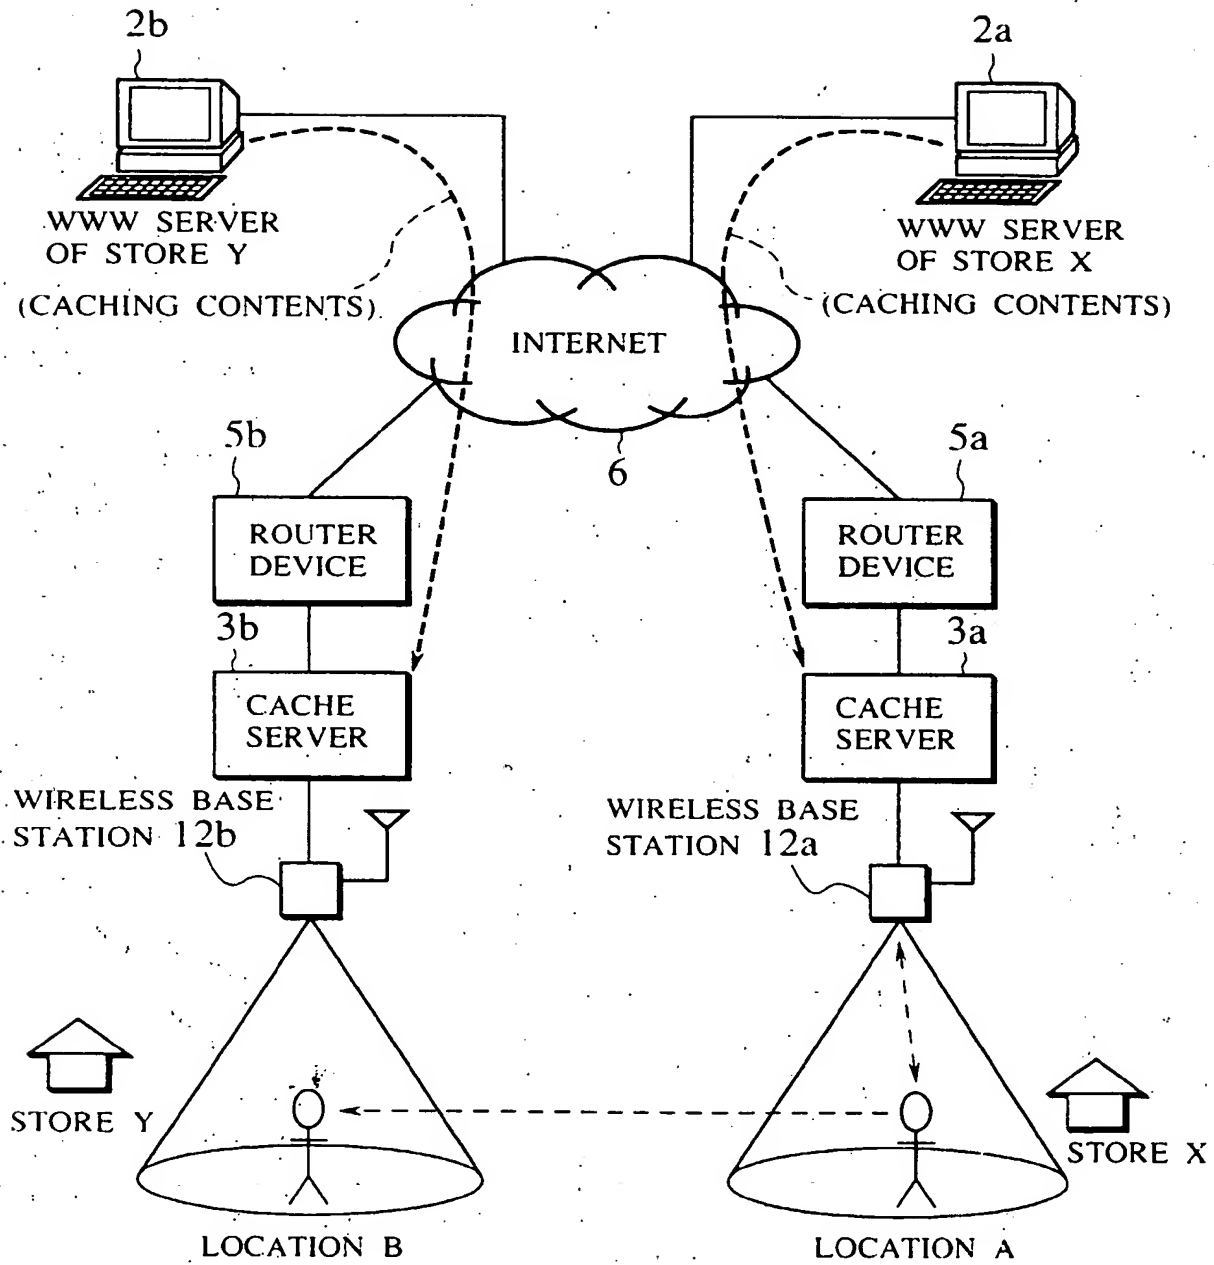 2b
2a
WWW SERVER
OF STORE Y
(CACHING CONTENTS)
WWW SERVER
OF STORE X
(CACHING CONTENTS)
INTERNET
6
5b
5a
ROUTER
DEVICE
ROUTER
DEVICE
3b
3a
CACHE
SERVER
CACHE
SERVER
WIRELESS BASE
STATION 12b
WIRELESS BASE
STATION 12a
STORE Y
STORE X
LOCATION B
LOCATION A